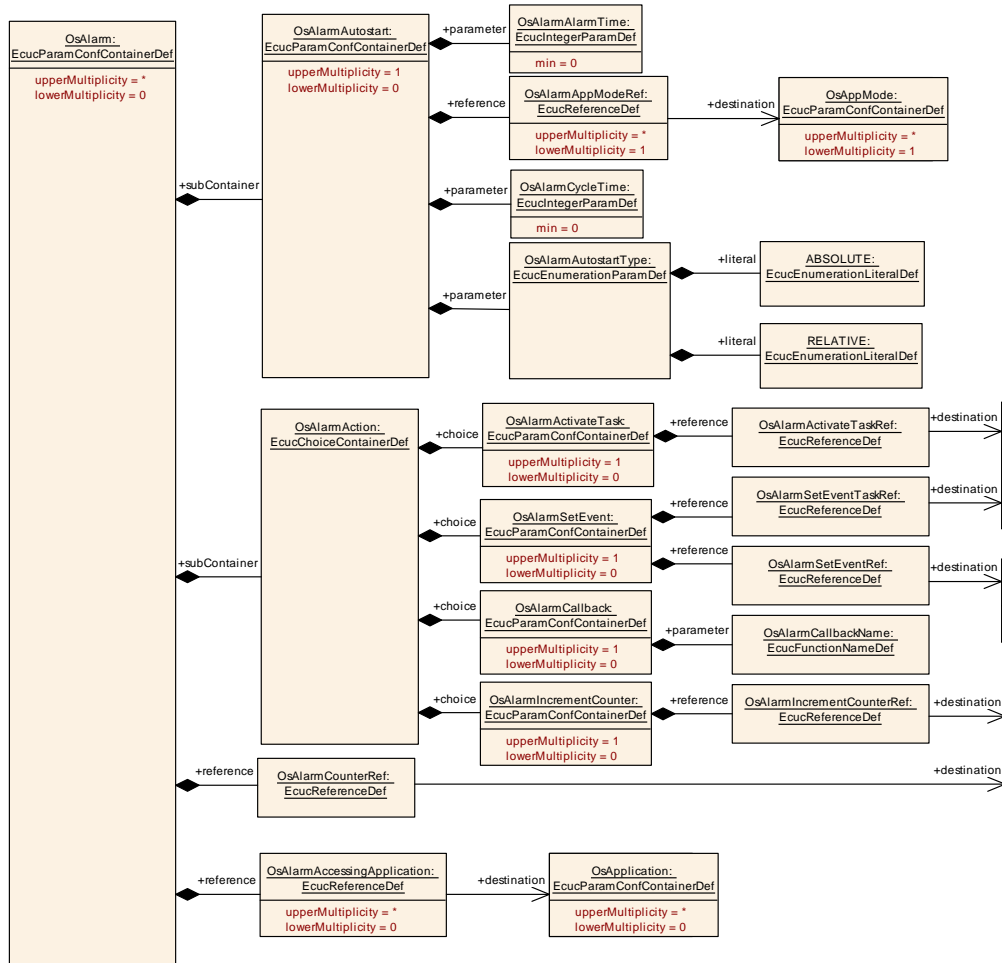 OsAlarm:
EcucParamConfContainerDef
upperMultiplicity = *
lowerMultiplicity = 0
+subContainer
OsAlarmAutostart:
EcucParamConfContainerDef
upperMultiplicity = 1
lowerMultiplicity = 0
+parameter
OsAlarmAlarmTime:
EcucIntegerParamDef
min = 0
+reference
OsAlarmAppModeRef:
EcucReferenceDef
upperMultiplicity = *
lowerMultiplicity = 1
+destination
OsAppMode:
EcucParamConfContainerDef
upperMultiplicity = *
lowerMultiplicity = 1
+parameter
OsAlarmCycleTime:
EcucIntegerParamDef
min = 0
+parameter
OsAlarmAutostartType:
EcucEnumerationParamDef
+literal
ABSOLUTE:
EcucEnumerationLiteralDef
+literal
RELATIVE:
EcucEnumerationLiteralDef
+subContainer
OsAlarmAction:
EcucChoiceContainerDef
+choice
OsAlarmActivateTask:
EcucParamConfContainerDef
upperMultiplicity = 1
lowerMultiplicity = 0
+reference
OsAlarmActivateTaskRef:
EcucReferenceDef
+destination
+choice
OsAlarmSetEvent:
EcucParamConfContainerDef
upperMultiplicity = 1
lowerMultiplicity = 0
+reference
OsAlarmSetEventTaskRef:
EcucReferenceDef
+destination
+reference
OsAlarmSetEventRef:
EcucReferenceDef
+destination
+choice
OsAlarmCallback:
EcucParamConfContainerDef
upperMultiplicity = 1
lowerMultiplicity = 0
+parameter
OsAlarmCallbackName:
EcucFunctionNameDef
+choice
OsAlarmIncrementCounter:
EcucParamConfContainerDef
upperMultiplicity = 1
lowerMultiplicity = 0
+reference
OsAlarmIncrementCounterRef:
EcucReferenceDef
+destination
+reference
OsAlarmCounterRef:
EcucReferenceDef
+destination
+reference
OsAlarmAccessingApplication:
EcucReferenceDef
upperMultiplicity = *
lowerMultiplicity = 0
+destination
OsApplication:
EcucParamConfContainerDef
upperMultiplicity = *
lowerMultiplicity = 0